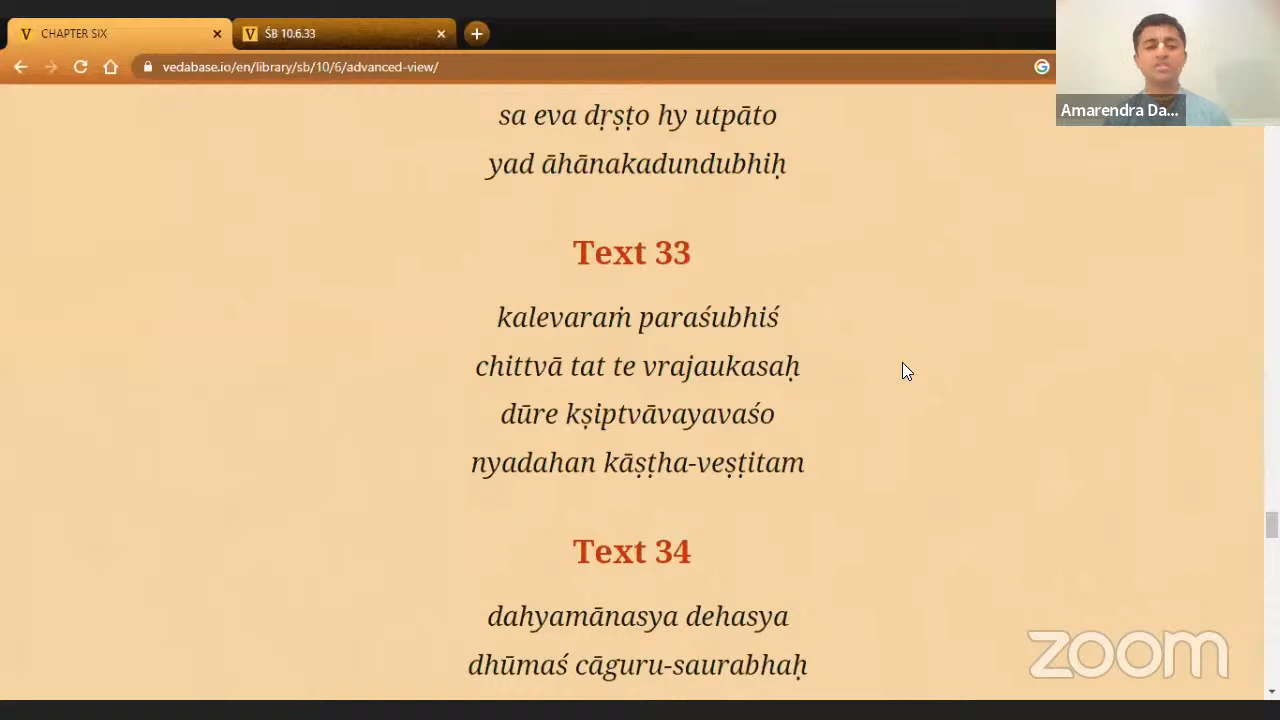 CHAPTER SIX
ŚB 10.6.33
vedabase.io/en/library/sb/10/6/advanced-view/
Amarendra Da...
sa eva dṛṣṭo hy utpāto
yad āhānakadundubhiḥ
Text 33
kalevaraṁ paraśubhiś
chittvā tat te vrajaukasaḥ
dūre kṣiptvāvayavaśo
nyadahan kāṣṭha-veṣṭitam
Text 34
dahyamānasya dehasya
dhūmaś cāguru-saurabhaḥ
zoom